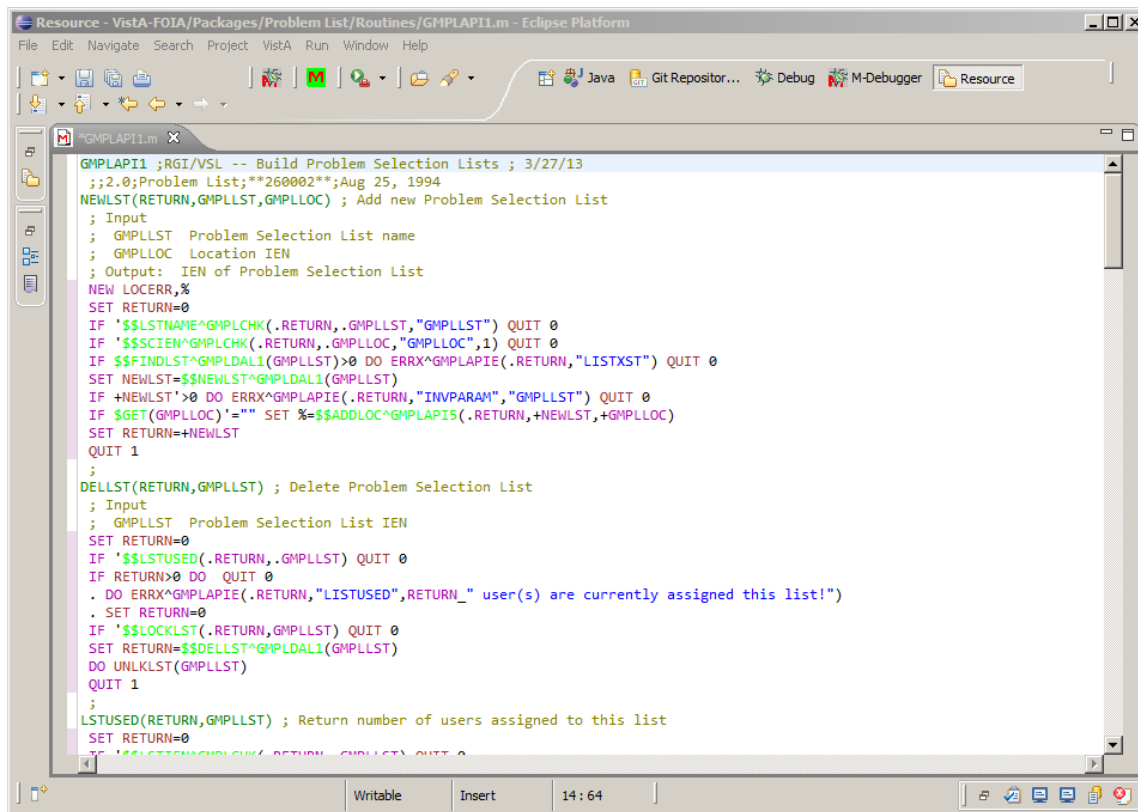 Resource - VistA-FOIA/Packages/Problem List/Routines/GMPLAPI1.m - Eclipse Platform
File Edit Navigate Search Project VistA Run Window Help
M Java GIT Git Repositor... Debug M-Debugger Resource
M *GMPLAPI1.m
GMPLAPI1 ;RGI/VSL -- Build Problem Selection Lists ; 3/27/13
;;2.0;Problem List;**260002**;Aug 25, 1994
NEWLST(RETURN,GMPLLST,GMPLLOC) ; Add new Problem Selection List
; Input
;  GMPLLST  Problem Selection List name
;  GMPLLOC  Location IEN
; Output:  IEN of Problem Selection List
NEW LOCERR,%
SET RETURN=0
IF '$$LSTNAME^GMPLCHK(.RETURN,.GMPLLST,"GMPLLST") QUIT 0
IF '$$SCIEN^GMPLCHK(.RETURN,.GMPLLOC,"GMPLLOC",1) QUIT 0
IF $$FINDLST^GMPLDAL1(GMPLLST)>0 DO ERRX^GMPLAPIE(.RETURN,"LISTXST") QUIT 0
SET NEWLST=$$NEWLST^GMPLDAL1(GMPLLST)
IF +NEWLST'>0 DO ERRX^GMPLAPIE(.RETURN,"INVPARAM","GMPLLST") QUIT 0
IF $GET(GMPLLOC)'="" SET %=$$ADDLOC^GMPLAPI5(.RETURN,+NEWLST,+GMPLLOC)
SET RETURN=+NEWLST
QUIT 1
;
DELLST(RETURN,GMPLLST) ; Delete Problem Selection List
; Input
;  GMPLLST  Problem Selection List IEN
SET RETURN=0
IF '$$LSTUSED(.RETURN,.GMPLLST) QUIT 0
IF RETURN>0 DO  QUIT 0
. DO ERRX^GMPLAPIE(.RETURN,"LISTUSED",RETURN_" user(s) are currently assigned this list!")
. SET RETURN=0
IF '$$LOCKLST(.RETURN,GMPLLST) QUIT 0
SET RETURN=$$DELLST^GMPLDAL1(GMPLLST)
DO UNLKLST(GMPLLST)
QUIT 1
;
LSTUSED(RETURN,GMPLLST) ; Return number of users assigned to this list
SET RETURN=0
IF '$$LSTIEN^GMPLCHK(.RETURN,.GMPLLST) QUIT 0
Writable Insert 14 : 64